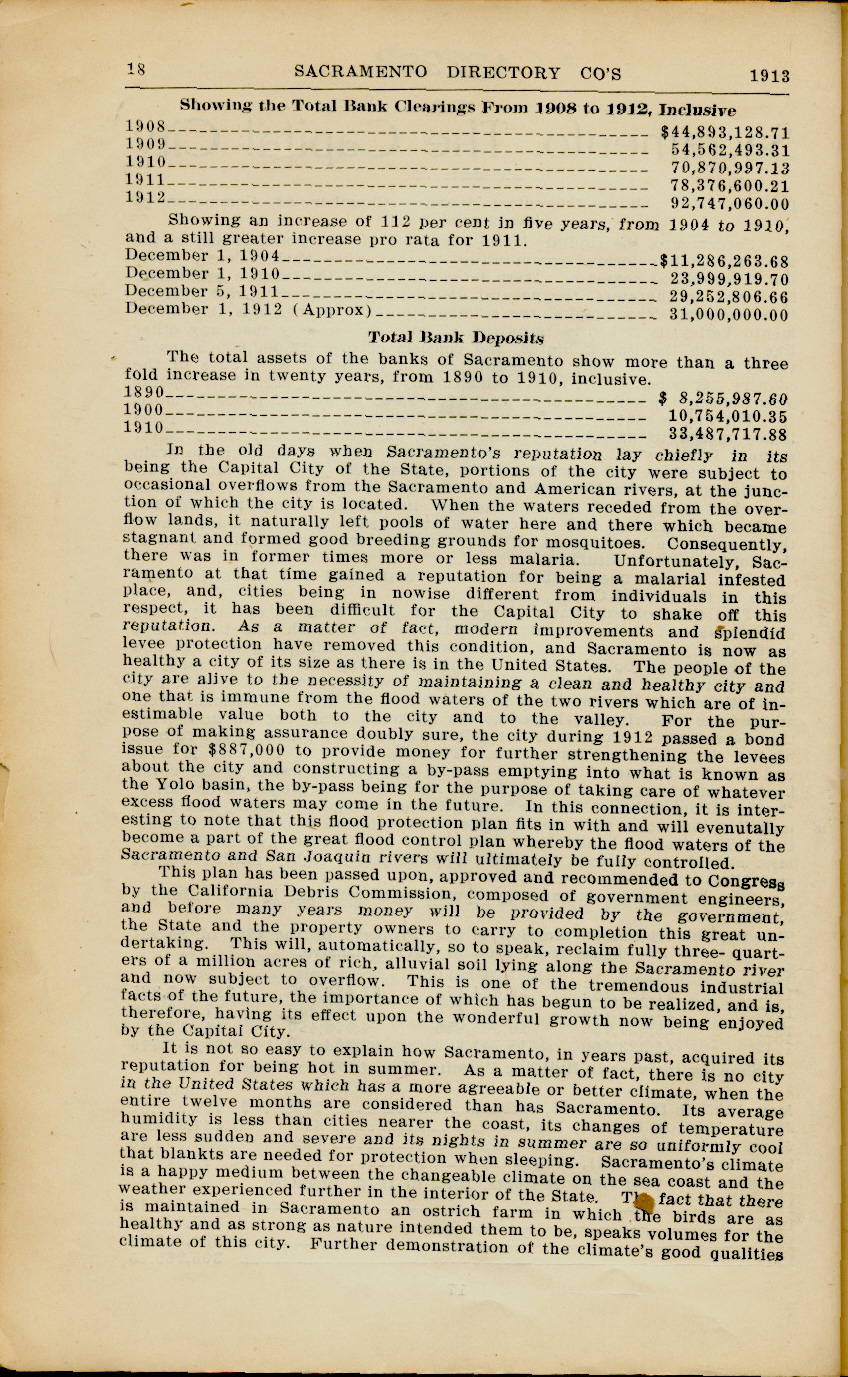 18 SACRAMENTO DIRECTORY CO'S 1913
Showing the Total Bank Clearings From 1908 to 1912, Inclusive
1908 $44,893,128.71
1909 54,562,493.31
1910 70,870,997.13
1911 78,376,600.21
1912 92,747,060.00
Showing an increase of 112 per cent in five years, from 1904 to 1910,
and a still greater increase pro rata for 1911.
December 1, 1904 $11,286,263.68
December 1, 1910 23,999,919.70
December 5, 1911 29,252,806.66
December 1, 1912 (Approx) 31,000,000.00
Total Bank Deposits
The total assets of the banks of Sacramento show more than a three
fold increase in twenty years, from 1890 to 1910, inclusive.
1890 $ 8,255,987.60
1900 10,754,010.35
1910 33,487,717.88
In the old days when Sacramento's reputation lay chiefly in its
being the Capital City of the State, portions of the city were subject to
occasional overflows from the Sacramento and American rivers, at the junc-
tion of which the city is located. When the waters receded from the over-
flow lands, it naturally left pools of water here and there which became
stagnant and formed good breeding grounds for mosquitoes. Consequently,
there was in former times more or less malaria. Unfortunately, Sac-
ramento at that time gained a reputation for being a malarial infested
place, and, cities being in nowise different from individuals in this
respect, it has been difficult for the Capital City to shake off this
reputation. As a matter of fact, modern improvements and splendid
levee protection have removed this condition, and Sacramento is now as
healthy a city of its size as there is in the United States. The people of the
city are alive to the necessity of maintaining a clean and healthy city and
one that is immune from the flood waters of the two rivers which are of in-
estimable value both to the city and to the valley. For the pur-
pose of making assurance doubly sure, the city during 1912 passed a bond
issue for $887,000 to provide money for further strengthening the levees
about the city and constructing a by-pass emptying into what is known as
the Yolo basin, the by-pass being for the purpose of taking care of whatever
excess flood waters may come in the future. In this connection, it is inter-
esting to note that this flood protection plan fits in with and will evenutally
become a part of the great flood control plan whereby the flood waters of the
Sacramento and San Joaquin rivers will ultimately be fully controlled.
This plan has been passed upon, approved and recommended to Congress
by the California Debris Commission, composed of government engineers,
and before many years money will be provided by the government,
the State and the property owners to carry to completion this great un-
dertaking. This will, automatically, so to speak, reclaim fully three- quart-
ers of a million acres of rich, alluvial soil lying along the Sacramento river
and now subject to overflow. This is one of the tremendous industrial
facts of the future, the importance of which has begun to be realized, and is,
therefore, having its effect upon the wonderful growth now being enjoyed
by the Capital City.
It is not so easy to explain how Sacramento, in years past, acquired its
reputation for being hot in summer. As a matter of fact, there is no city
in the United States which has a more agreeable or better climate, when the
entire twelve months are considered than has Sacramento. Its average
humidity is less than cities nearer the coast, its changes of temperature
are less sudden and severe and its nights in summer are so uniformly cool
that blankts are needed for protection when sleeping. Sacramento's climate
is a happy medium between the changeable climate on the sea coast and the
weather experienced further in the interior of the State. The fact that there
is maintained in Sacramento an ostrich farm in which the birds are as
healthy and as strong as nature intended them to be, speaks volumes for the
climate of this city. Further demonstration of the climate's good qualities